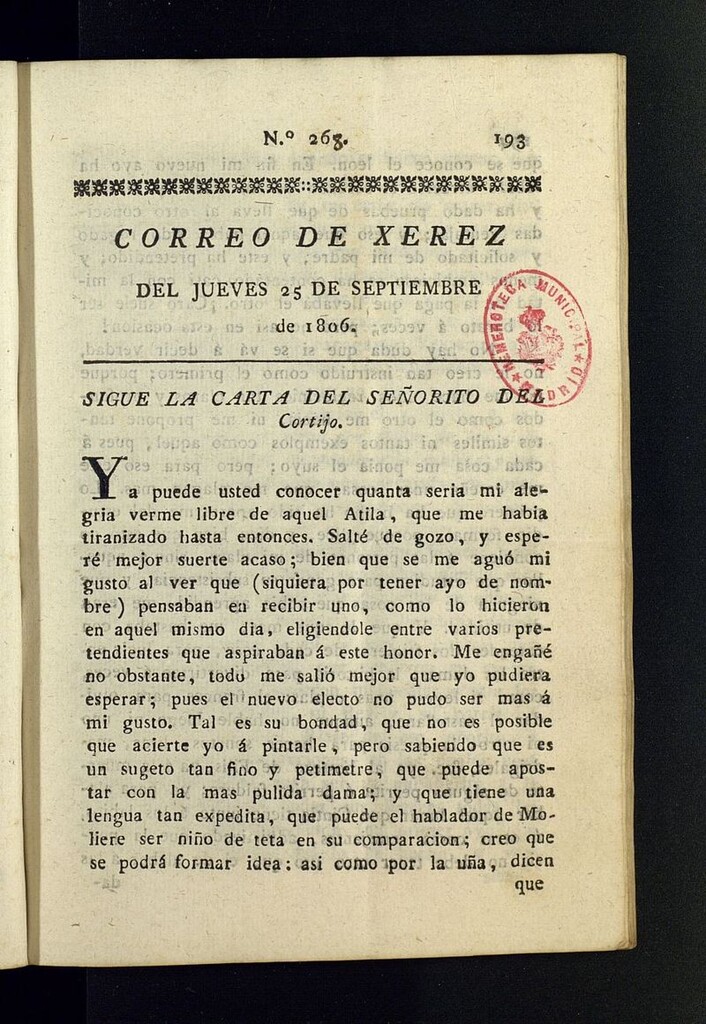 N.º 268. 193
CORREO DE XEREZ
DEL JUEVES 25 DE SEPTIEMBRE
de 1806.
HEMEROTECA MUNICIPAL
MADRID
SIGUE LA CARTA DEL SEÑORITO DEL
Cortijo.
Ya puede usted conocer quanta seria mi ale-
gria verme libre de aquel Atila, que me habia
tiranizado hasta entonces. Salté de gozo, y espe-
ré mejor suerte acaso; bien que se me aguó mi
gusto al ver que (siquiera por tener ayo de nom-
bre) pensaban en recibir uno, como lo hicieron
en aquel mismo dia, eligiendole entre varios pre-
tendientes que aspiraban á este honor. Me engañé
no obstante, todo me salió mejor que yo pudiera
esperar; pues el nuevo electo no pudo ser mas á
mi gusto. Tal es su bondad, que no es posible
que acierte yo á pintarle, pero sabiendo que es
un sugeto tan fino y petimetre, que puede apos-
tar con la mas pulida dama; y que tiene una
lengua tan expedita, que puede el hablador de Mo-
liere ser niño de teta en su comparacion; creo que
se podrá formar idea: asi como por la uña, dicen
que